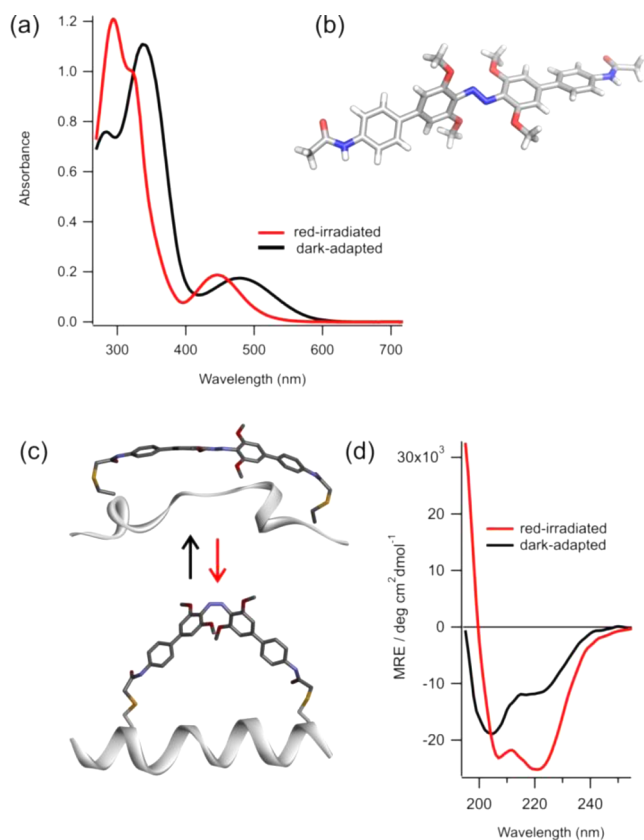 (a)
1.2
1.0
0.8
0.6
0.4
0.2
0.0
Absorbance
red-irradiated
dark-adapted
300 400 500 600 700
Wavelength (nm)
(b)
(c)
(d)
30x10³
20
10
0
-10
-20
MRE / deg cm² dmol⁻¹
red-irradiated
dark-adapted
200 220 240
Wavelength (nm)